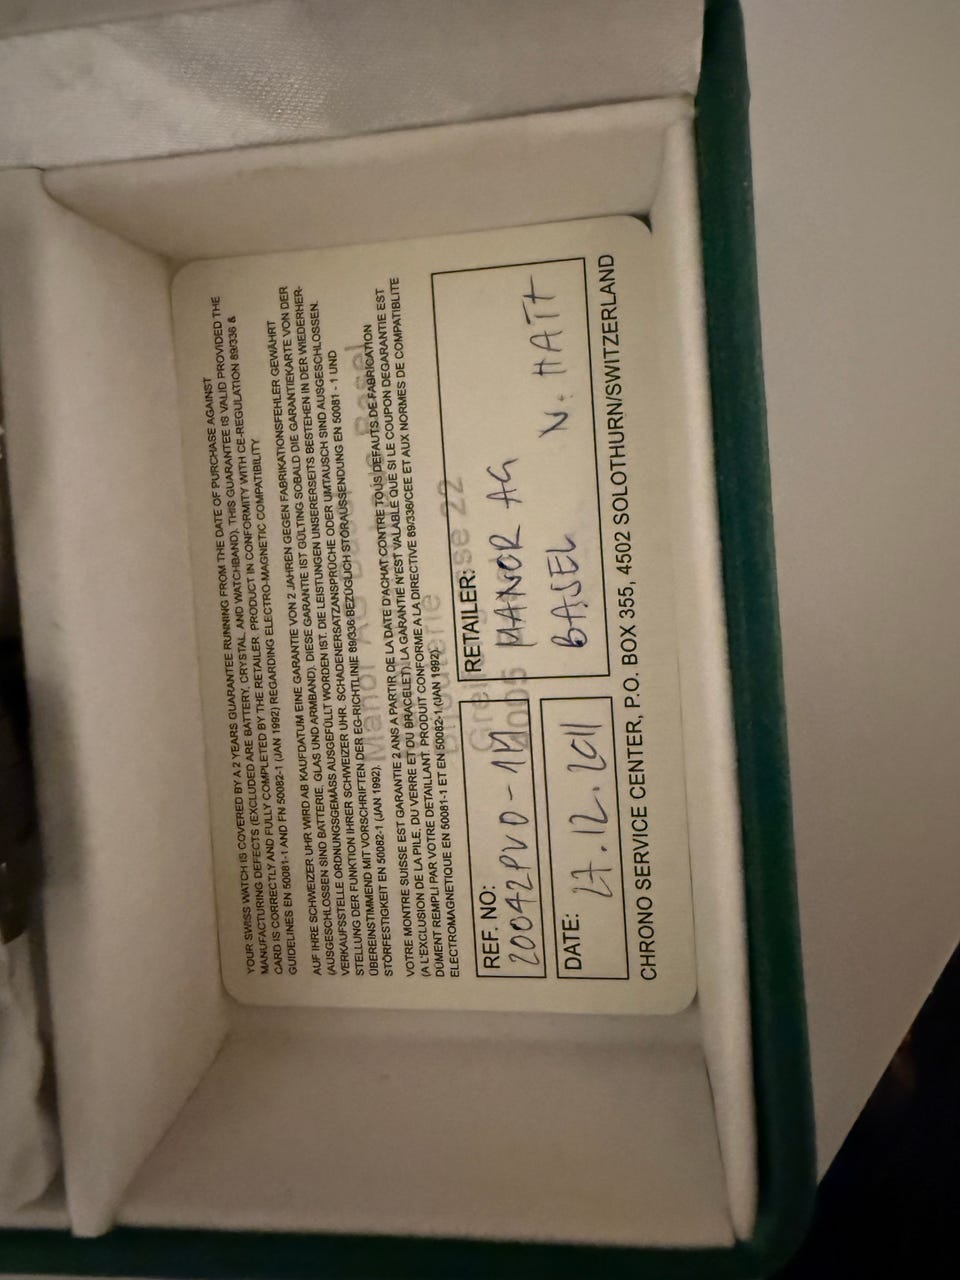 YOUR SWISS WATCH IS COVERED BY A 2 YEARS GUARANTEE RUNNING FROM THE DATE OF PURCHASE AGAINST
MANUFACTURING DEFECTS (EXCLUDED ARE BATTERY, CRYSTAL, AND WATCHBAND). THIS GUARANTEE IS VALID PROVIDED THE
CARD IS CORRECTLY AND FULLY COMPLETED BY THE RETAILER. PRODUCT IN CONFORMITY WITH CE-REGULATION 89/336 &
GUIDELINES EN 50081-1 AND FN 50082-1 (JAN 1992) REGARDING ELECTRO-MAGNETIC COMPATIBILITY
AUF IHRE SCHWEIZER UHR WIRD AB KAUFDATUM EINE GARANTIE VON 2 JAHREN GEGEN FABRIKATIONSFEHLER GEWÄHRT
(AUSGESCHLOSSEN SIND BATTERIE, GLAS UND ARMBAND). DIESE GARANTIE IST GÜLTING SOBALD DIE GARANTIEKARTE VON DER
VERKAUFSSTELLE ORDNUNGSGEMÄSS AUSGEFÜLLT WORDEN IST. DIE LEISTUNGEN UNSERERSEITS BESTEHEN IN DER WIEDERHER-
STELLUNG DER FUNKTION IHRER SCHWEIZER UHR. SCHADENERSATZANSPRÜCHE ODER UMTAUSCH SIND AUSGESCHLOSSEN.
ÜBEREINSTIMMEND MIT VORSCHRIFTEN DER EG-RICHTLINIE 89/336 BEZÜGLICH STÖRAUSSENDUNG EN 50081 - 1 UND
STÖRFESTIGKEIT EN 50082-1 (JAN 1992).
VOTRE MONTRE SUISSE EST GARANTIE 2 ANS A PARTIR DE LA DATE D'ACHAT CONTRE TOUS DEFAUTS DE FABRICATION
(A L'EXCLUSION DE LA PILE, DU VERRE ET DU BRACELET). LA GARANTIE N'EST VALABLE QUE SI LE COUPON DEGARANTIE EST
DÛMENT REMPLI PAR VOTRE DETAILLANT. PRODUIT CONFORME A LA DIRECTIVE 89/336/CEE ET AUX NORMES DE COMPATIBLITE
ELECTROMAGNETIQUE EN 50081-1 ET EN 50082-1 (JAN 1992)
REF. NO:
20042PVD-1M
RETAILER:
MANOR AG
BASEL N. HATT
DATE:
27.12.2011
CHRONO SERVICE CENTER, P.O. BOX 355, 4502 SOLOTHURN/SWITZERLAND